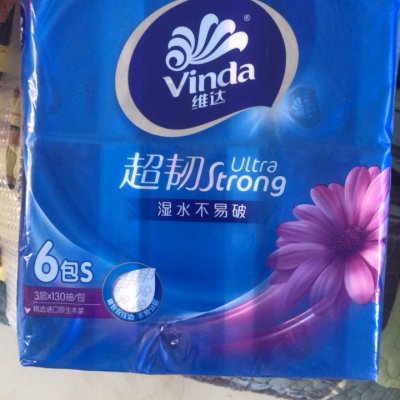 Vinda
维达
超韧 Ultra Strong
湿水不易破
6包S
3层x130抽/包
精选进口原生木浆